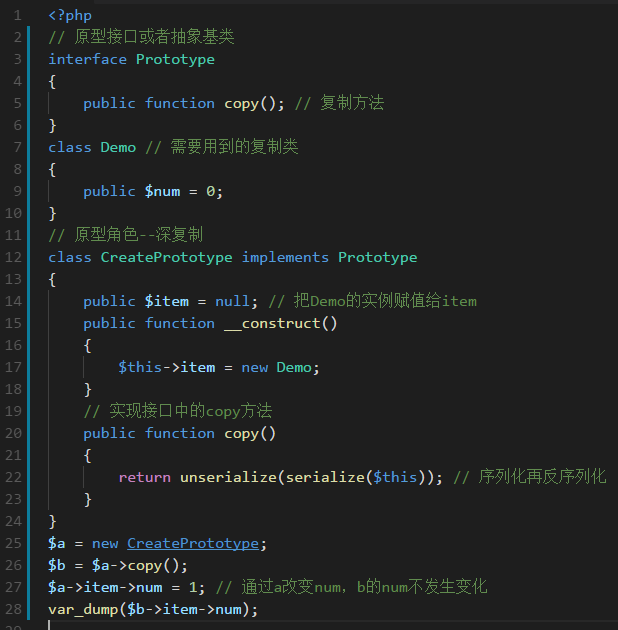 1 <?php
2 // 原型接口或者抽象基类
3 interface Prototype
4 {
5     public function copy(); // 复制方法
6 }
7 class Demo // 需要用到的复制类
8 {
9     public $num = 0;
10 }
11 // 原型角色--深复制
12 class CreatePrototype implements Prototype
13 {
14     public $item = null; // 把Demo的实例赋值给item
15     public function __construct()
16     {
17         $this->item = new Demo;
18     }
19     // 实现接口中的copy方法
20     public function copy()
21     {
22         return unserialize(serialize($this)); // 序列化再反序列化
23     }
24 }
25 $a = new CreatePrototype;
26 $b = $a->copy();
27 $a->item->num = 1; // 通过a改变num，b的num不发生变化
28 var_dump($b->item->num);